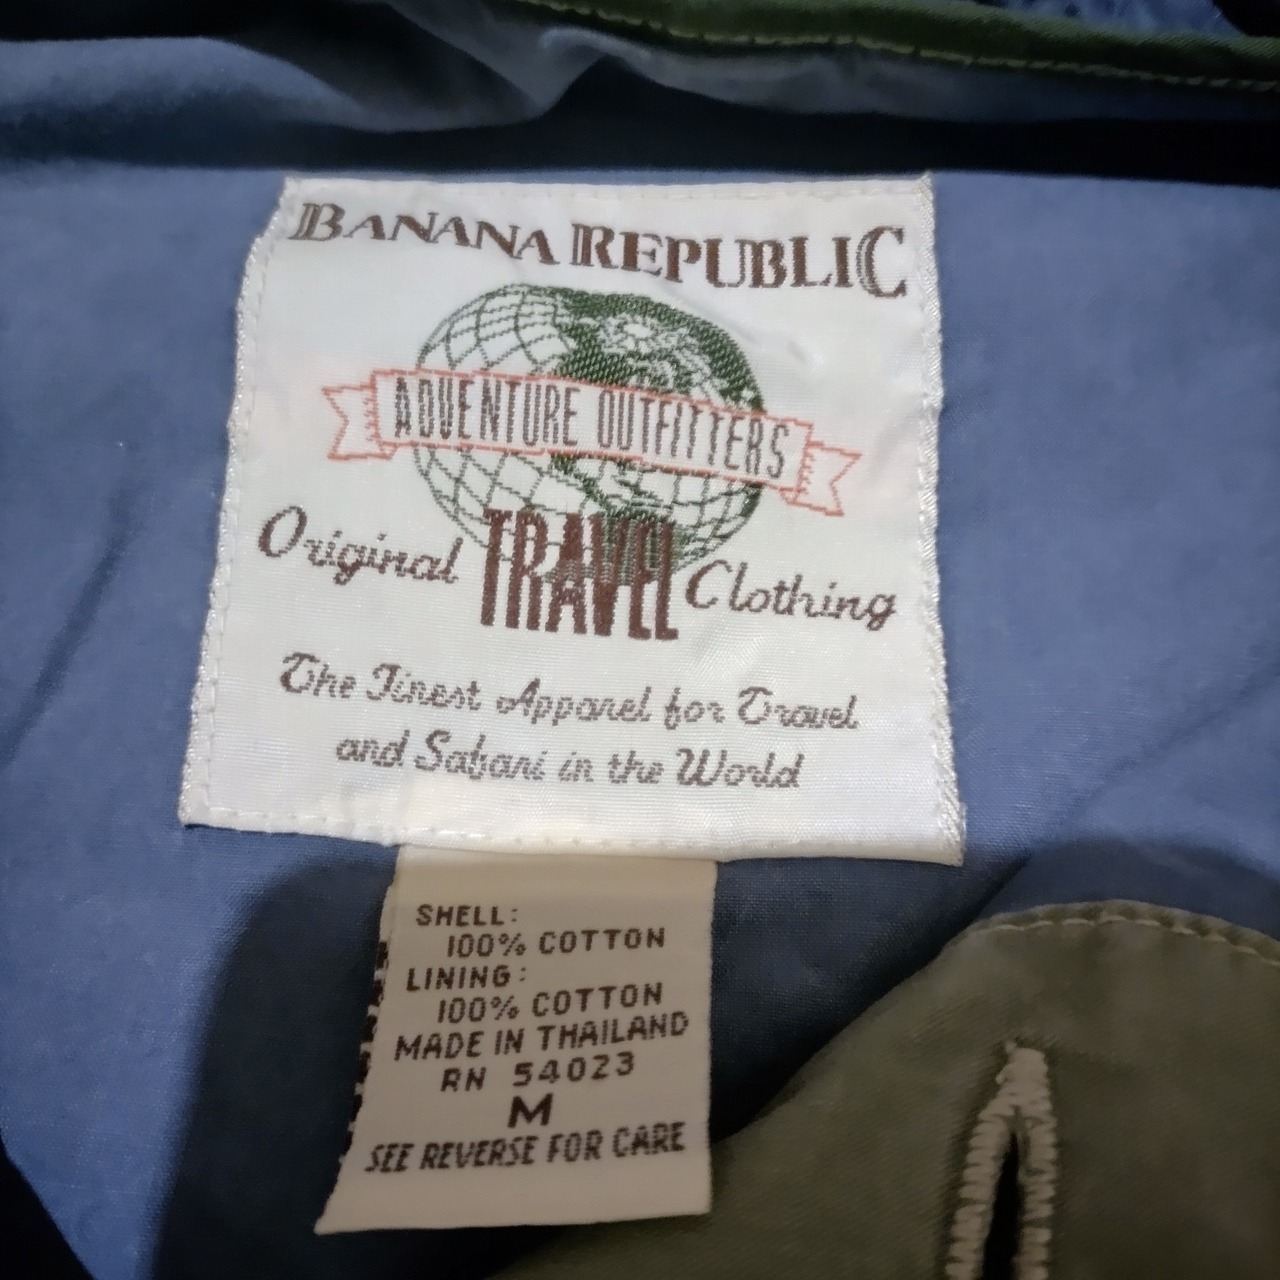 BANANA REPUBLIC
ADVENTURE OUTFITTERS
Original TRAVEL Clothing
The Finest Apparel for Travel
and Safari in the World
SHELL:
100% COTTON
LINING:
100% COTTON
MADE IN THAILAND
RN 54023
M
SEE REVERSE FOR CARE